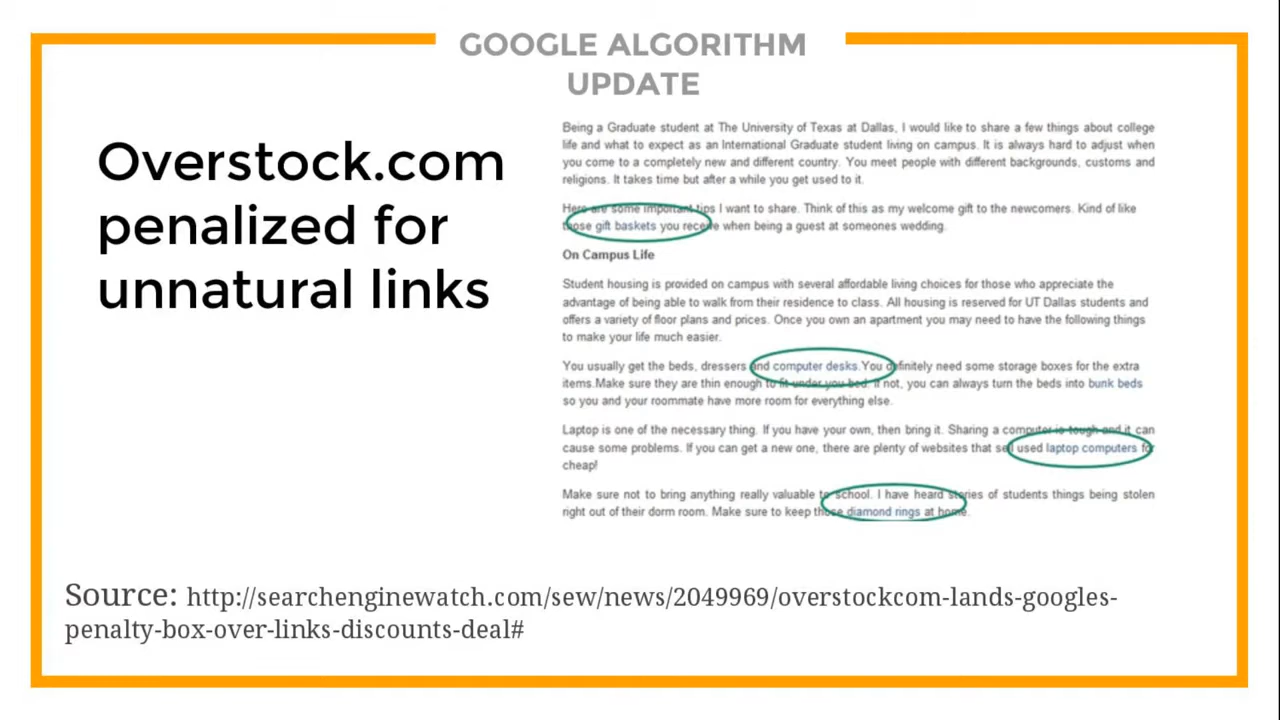 GOOGLE ALGORITHM
UPDATE
Overstock.com
penalized for
unnatural links
Being a Graduate student at The University of Texas at Dallas, I would like to share a few things about college
life and what to expect as an International Graduate student living on campus. It is always hard to adjust when
you come to a completely new and different country. You meet people with different backgrounds, customs and
religions. It takes time but after a while you get used to it.
Here are some important tips I want to share. Think of this as my welcome gift to the newcomers. Kind of like
those gift baskets you receive when being a guest at someones wedding.
On Campus Life
Student housing is provided on campus with several affordable living choices for those who appreciate the
advantage of being able to walk from their residence to class. All housing is reserved for UT Dallas students and
offers a variety of floor plans and prices. Once you own an apartment you may need to have the following things
to make your life much easier.
You usually get the beds, dressers and computer desks.You definitely need some storage boxes for the extra
items.Make sure they are thin enough to fit under you bed. If not, you can always turn the beds into bunk beds
so you and your roommate have more room for everything else.
Laptop is one of the necessary thing. If you have your own, then bring it. Sharing a computer is tough and it can
cause some problems. If you can get a new one, there are plenty of websites that sell used laptop computers for
cheap!
Make sure not to bring anything really valuable to school. I have heard stories of students things being stolen
right out of their dorm room. Make sure to keep those diamond rings at home.
Source: http://searchenginewatch.com/sew/news/2049969/overstockcom-lands-googles-
penalty-box-over-links-discounts-deal#